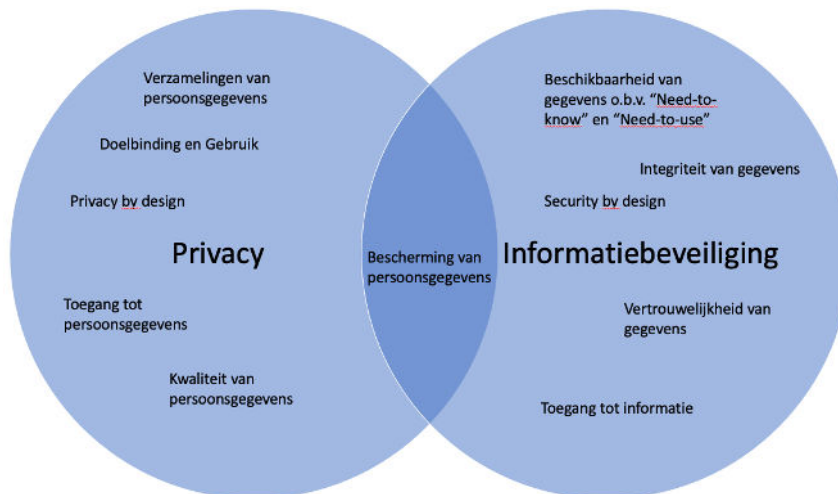 Verzamelingen van
persoonsgegevens
Doelbinding en Gebruik
Privacy by design
Privacy
Toegang tot
persoonsgegevens
Kwaliteit van
persoonsgegevens
Bescherming van
persoonsgegevens
Beschikbaarheid van
gegevens o.b.v. “Need-to-
know” en “Need-to-use”
Integriteit van gegevens
Security by design
Informatiebeveiliging
Vertrouwelijkheid van
gegevens
Toegang tot informatie